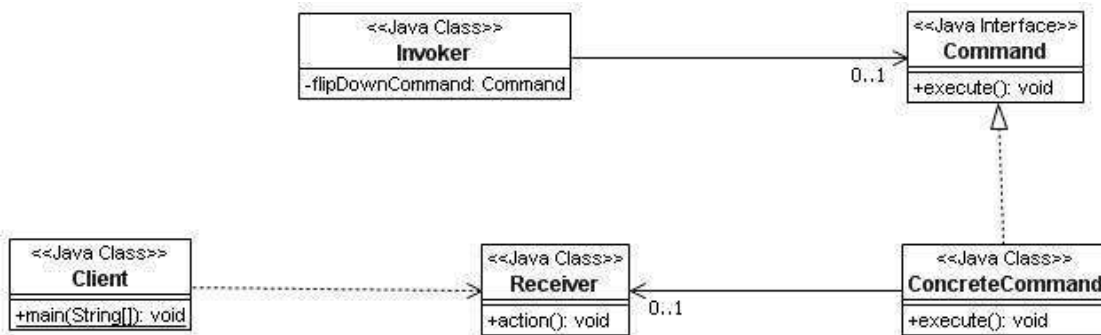 <<Java Class>>
Invoker
-flipDownCommand: Command
<<Java Interface>>
Command
+execute(): void
0..1
<<Java Class>>
Client
+main(String[]): void
<<Java Class>>
Receiver
+action(): void
0..1
<<Java Class>>
ConcreteCommand
+execute(): void